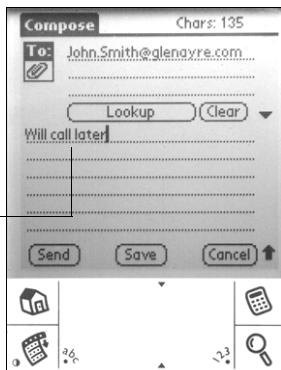 Compose Chars: 135
To: John.Smith@glenayre.com
Lookup Clear
Will call later
Send Save Cancel
abc 123